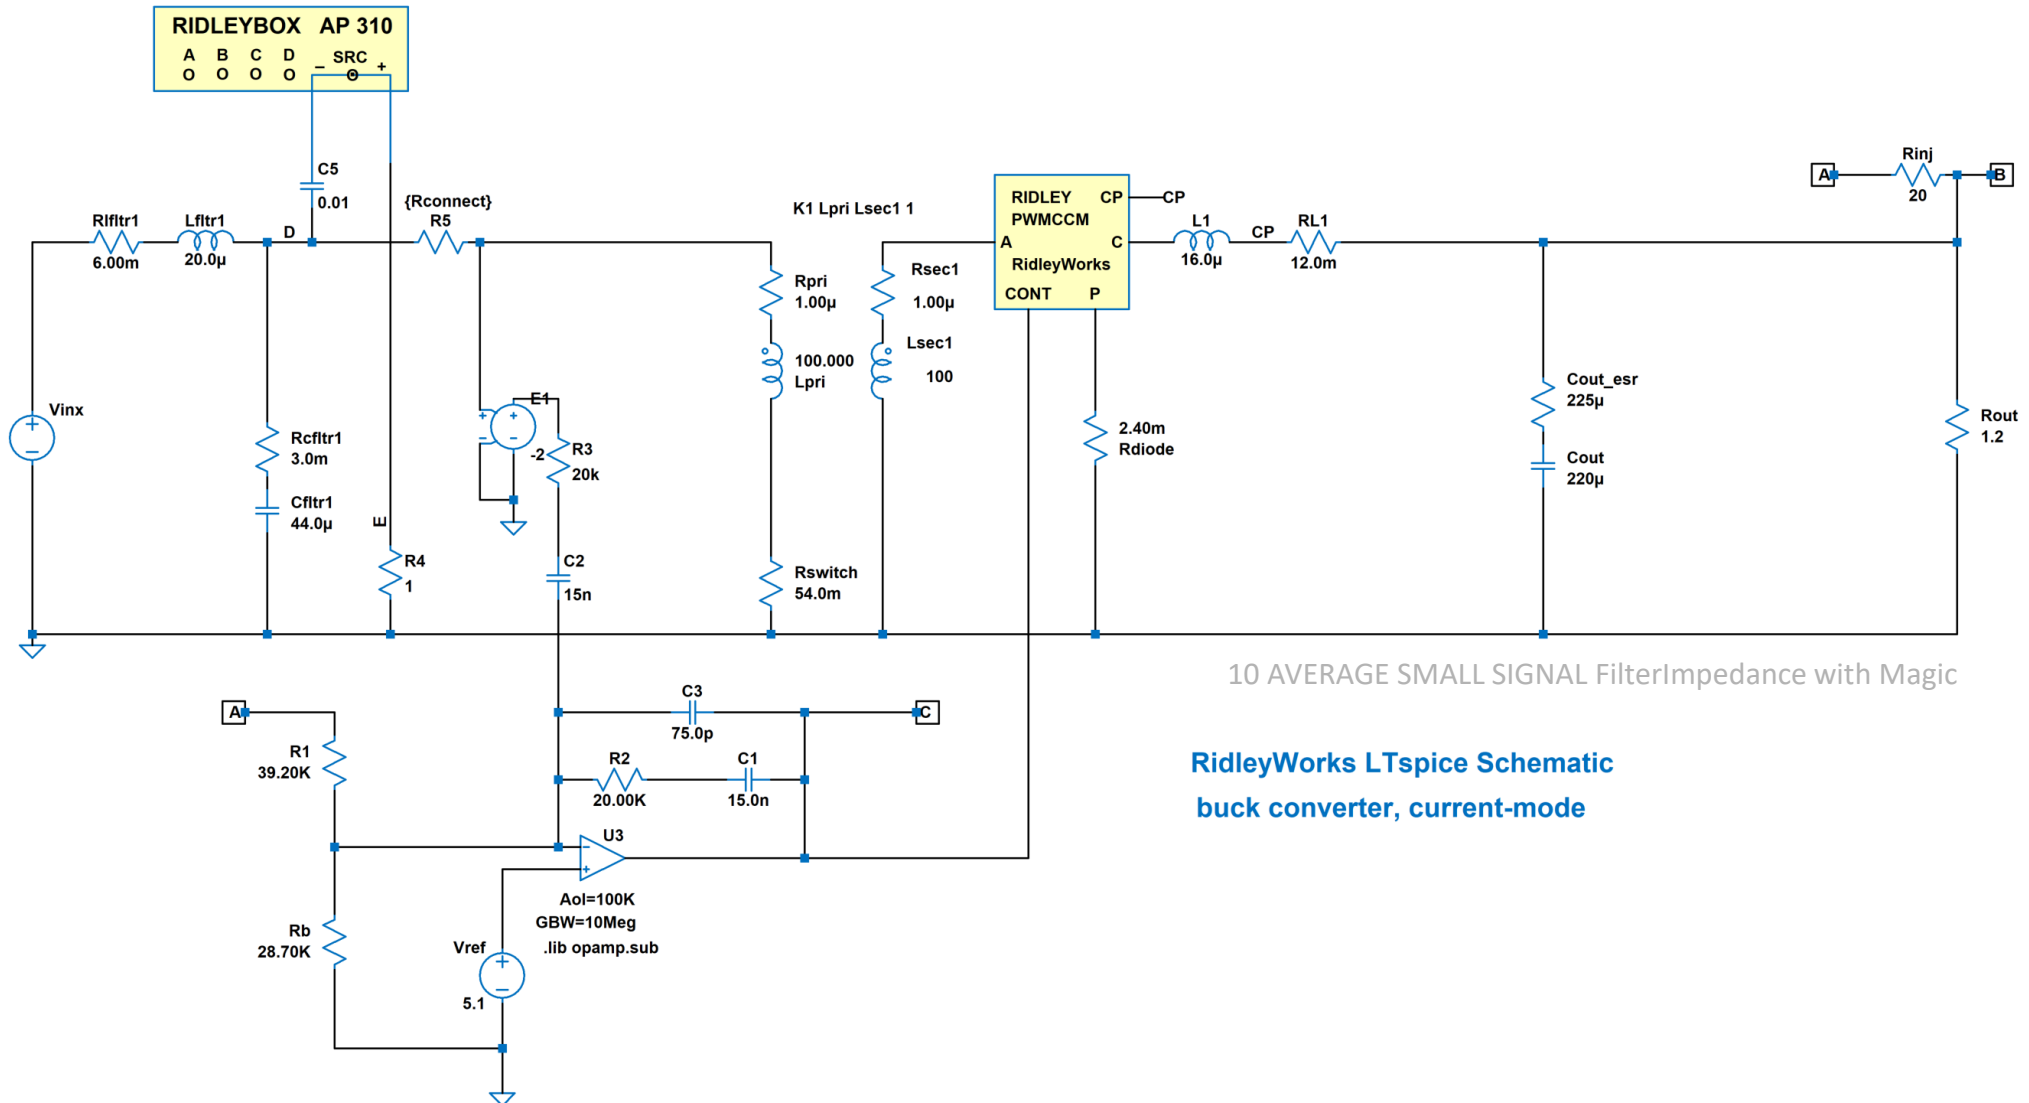 RIDLEYBOX AP 310
A B C D
SRC
O O O O O
− +
C5
0.01
{Rconnect}
R5
Rlfltr1
6.00m
Lfltr1
20.0µ
D
K1 Lpri Lsec1 1
RIDLEY CP
PWMCCM
A C
RidleyWorks
CONT P
CP
L1
16.0µ
CP
RL1
12.0m
A
Rinj
20
B
Rpri
1.00µ
Rsec1
1.00µ
100.000
Lpri
Lsec1
100
Vinx
Rcfltr1
3.0m
Cfltr1
44.0µ
E
R4
1
E1
-2
R3
20k
C2
15n
Rswitch
54.0m
2.40m
Rdiode
Cout_esr
225µ
Cout
220µ
Rout
1.2
10 AVERAGE SMALL SIGNAL FilterImpedance with Magic
A
R1
39.20K
C3
75.0p
C
R2
20.00K
C1
15.0n
RidleyWorks LTspice Schematic
buck converter, current-mode
U3
Aol=100K
GBW=10Meg
.lib opamp.sub
Rb
28.70K
Vref
5.1